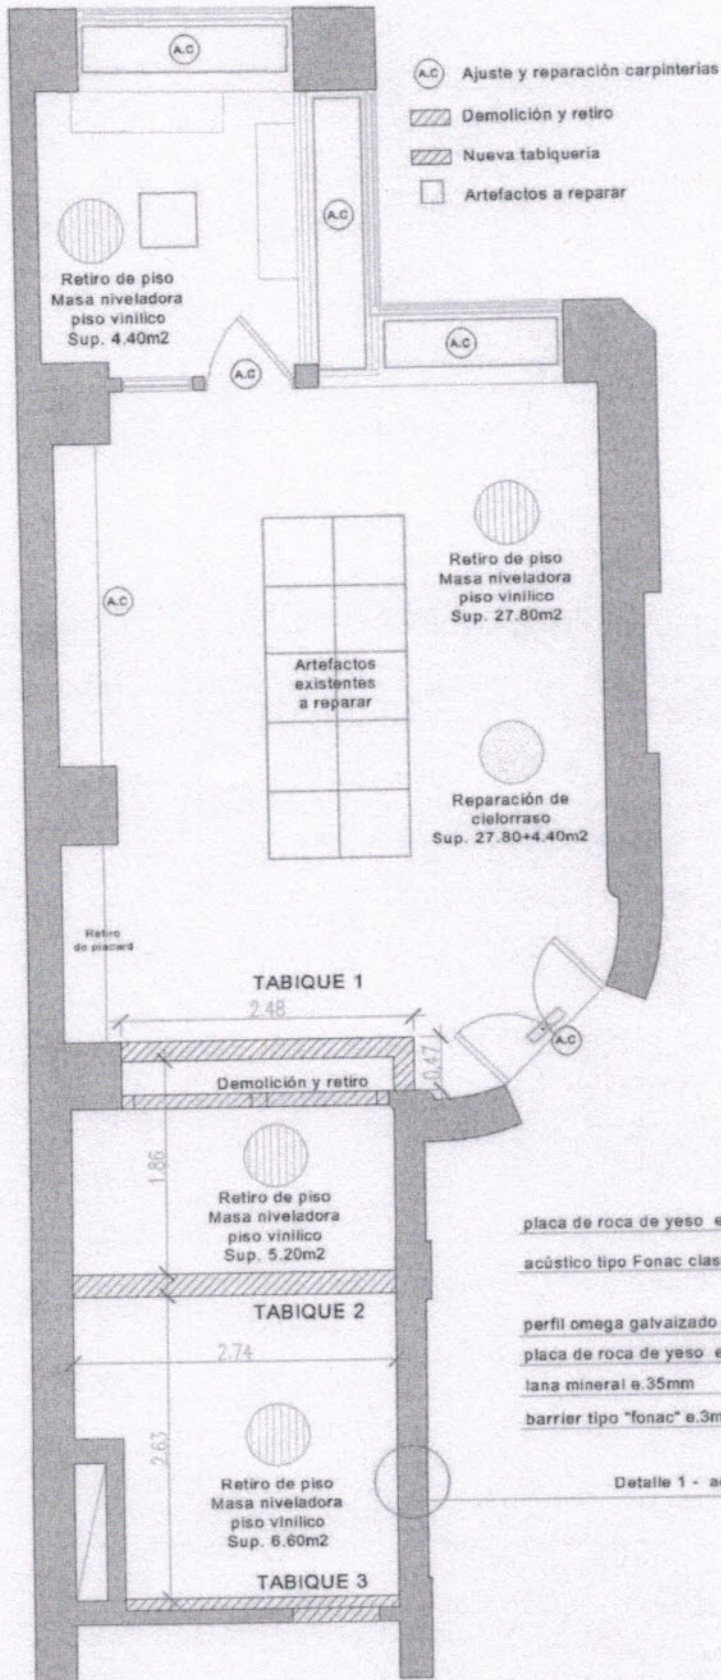 A.C
A.C Ajuste y reparación carpinterias
Demolición y retiro
Nueva tabiqueria
Artefactos a reparar
A.C
Retiro de piso
Masa niveladora
piso vinilico
Sup. 4.40m2
A.C
A.C
Retiro de piso
Masa niveladora
piso vinilico
Sup. 27.80m2
A.C
Artefactos
existentes
a reparar
Reparación de
cielorraso
Sup. 27.80+4.40m2
Retiro
de placard
TABIQUE 1
2.48
A.C
0.47
Demolición y retiro
1.86
Retiro de piso
Masa niveladora
piso vinilico
Sup. 5.20m2
placa de roca de yeso e
acústico tipo Fonac clas
TABIQUE 2
perfil omega galvaizado
2.74
placa de roca de yeso e
lana mineral e.35mm
barrier tipo "fonac" e.3m
2.63
Retiro de piso
Masa niveladora
piso vinilico
Sup. 6.60m2
Detalle 1 - ac
TABIQUE 3